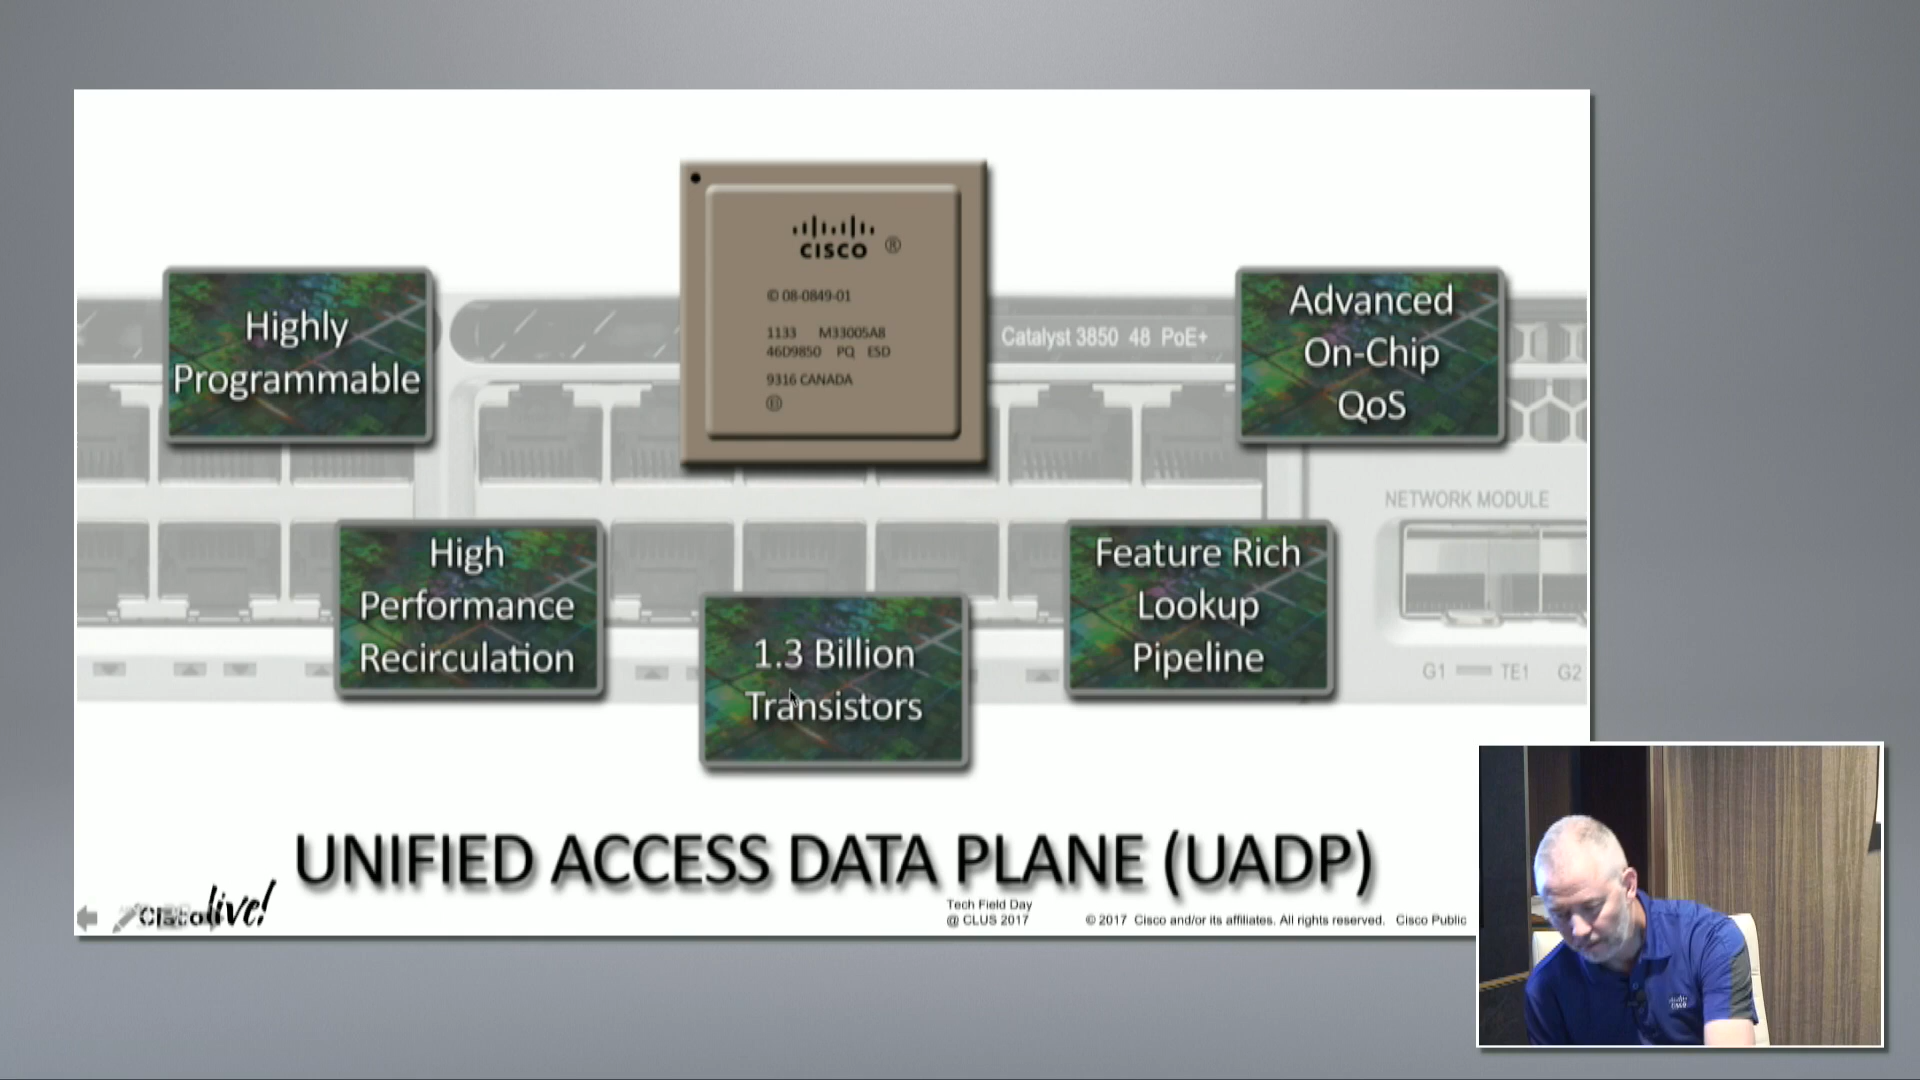 CISCO ®
© 08-0849-01
1133 M33005AB
46D9850 PQ ESD
9316 CANADA
Highly
Programmable
Catalyst 3850 48 PoE+
Advanced
On-Chip
QoS
NETWORK MODULE
High
Performance
Recirculation
1.3 Billion
Transistors
Feature Rich
Lookup
Pipeline
G1 TE1 G2
UNIFIED ACCESS DATA PLANE (UADP)
Cisco live!
Tech Field Day
@ CLUS 2017
© 2017 Cisco and/or its affiliates. All rights reserved. Cisco Public
CISCO